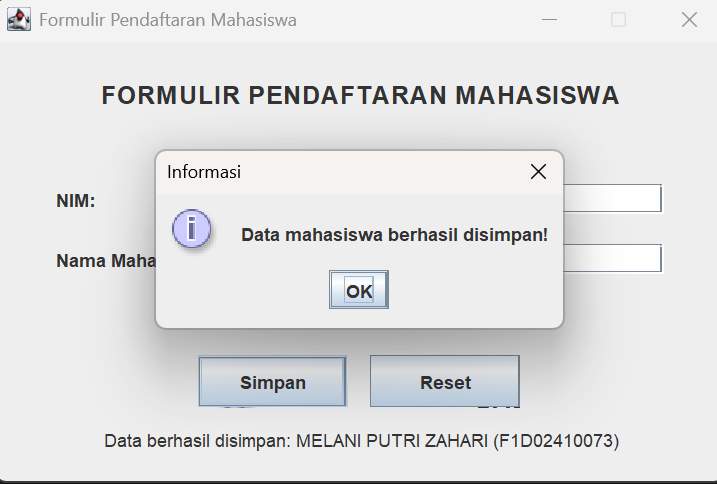 Formulir Pendaftaran Mahasiswa
FORMULIR PENDAFTARAN MAHASISWA
Informasi
NIM:
Data mahasiswa berhasil disimpan!
Nama Maha
OK
Simpan Reset
Data berhasil disimpan: MELANI PUTRI ZAHARI (F1D02410073)